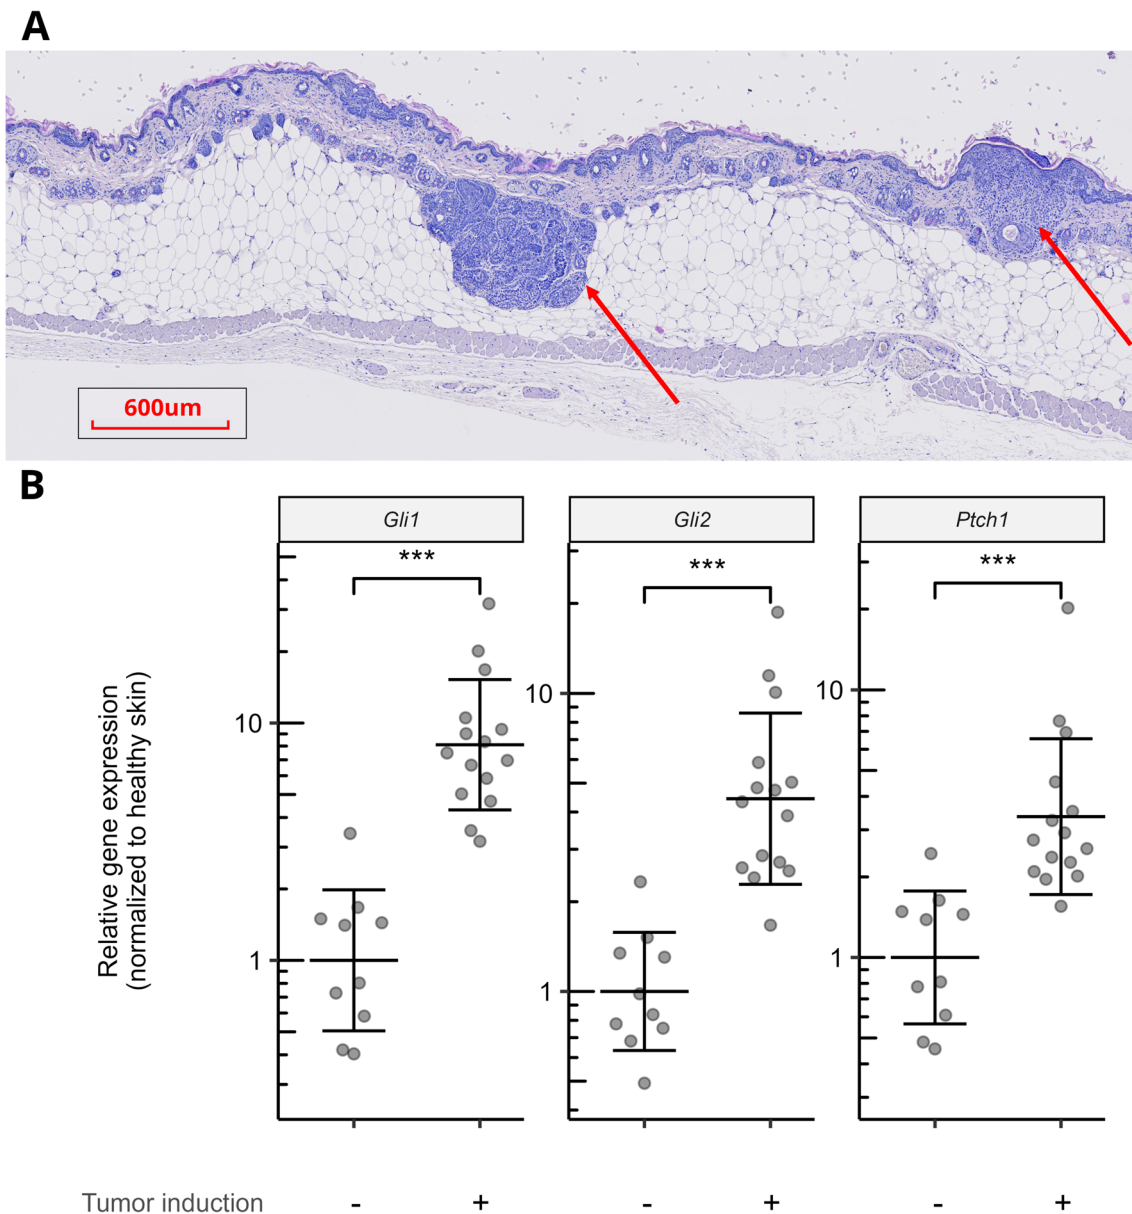 A
600um
B
Gli1
Gli2
Ptch1
***
***
***
Relative gene expression
(normalized to healthy skin)
10
1
10
1
10
1
Tumor induction - + - + - +